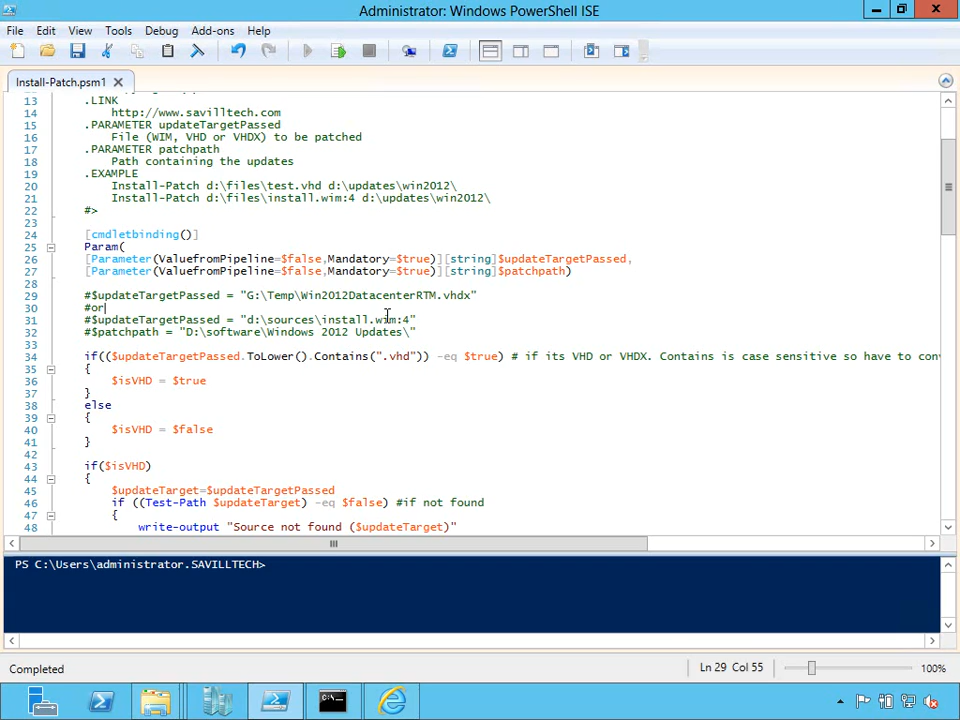 Administrator: Windows PowerShell ISE
File Edit View Tools Debug Add-ons Help
Install-Patch.psm1
13 .LINK
14 http://www.savilltech.com
15 .PARAMETER updateTargetPassed
16 File (WIM, VHD or VHDX) to be patched
17 .PARAMETER patchpath
18 Path containing the updates
19 .EXAMPLE
20 Install-Patch d:\files\test.vhd d:\updates\win2012\
21 Install-Patch d:\files\install.wim:4 d:\updates\win2012\
22 #>
23
24 [cmdletbinding()]
25 Param(
26 [Parameter(ValuefromPipeline=$false,Mandatory=$true)][string]$updateTargetPassed,
27 [Parameter(ValuefromPipeline=$false,Mandatory=$true)][string]$patchpath)
28
29 #$updateTargetPassed = "G:\Temp\Win2012DatacenterRTM.vhdx"
30 #or
31 #$updateTargetPassed = "d:\sources\install.wim:4"
32 #$patchpath = "D:\software\Windows 2012 Updates\"
33
34 if(($updateTargetPassed.ToLower().Contains(".vhd")) -eq $true) # if its VHD or VHDX. Contains is case sensitive so have to con
35 {
36 $isVHD = $true
37 }
38 else
39 {
40 $isVHD = $false
41 }
42
43 if($isVHD)
44 {
45 $updateTarget=$updateTargetPassed
46 if ((Test-Path $updateTarget) -eq $false) #if not found
47 {
48 write-output "Source not found ($updateTarget)"
PS C:\Users\administrator.SAVILLTECH>
Completed Ln 29 Col 55 100%